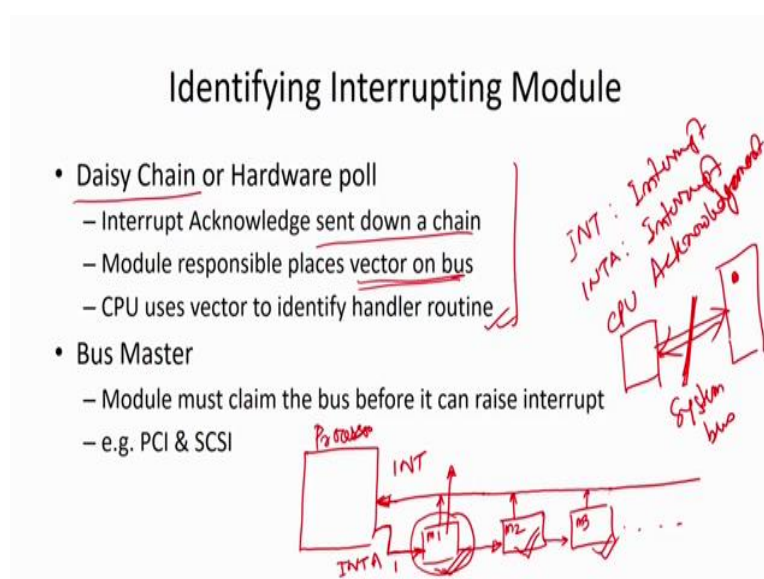 Identifying Interrupting Module
• Daisy Chain or Hardware poll
– Interrupt Acknowledge sent down a chain
– Module responsible places vector on bus
– CPU uses vector to identify handler routine
• Bus Master
– Module must claim the bus before it can raise interrupt
– e.g. PCI & SCSI
INT : Interrupt
INTA : Interrupt
Acknowledgement
CPU
System
bus
Processor
INT
m1
m2
m3
. . . .
INTA